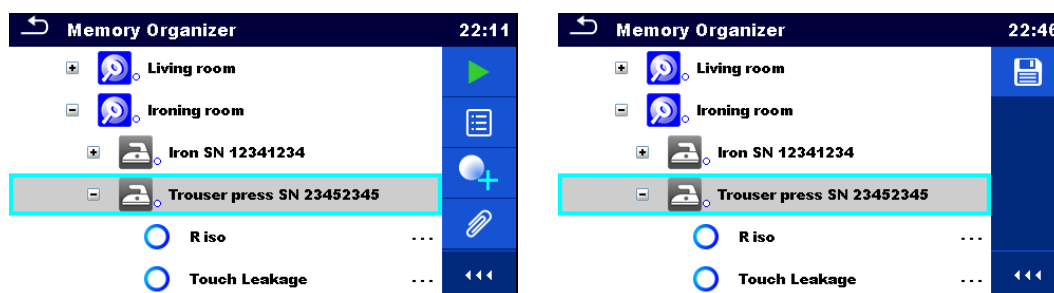 Memory Organizer 22:11
Living room
Ironing room
Iron SN 12341234
Trouser press SN 23452345
R iso ...
Touch Leakage ...
Memory Organizer 22:46
Living room
Ironing room
Iron SN 12341234
Trouser press SN 23452345
R iso ...
Touch Leakage ...